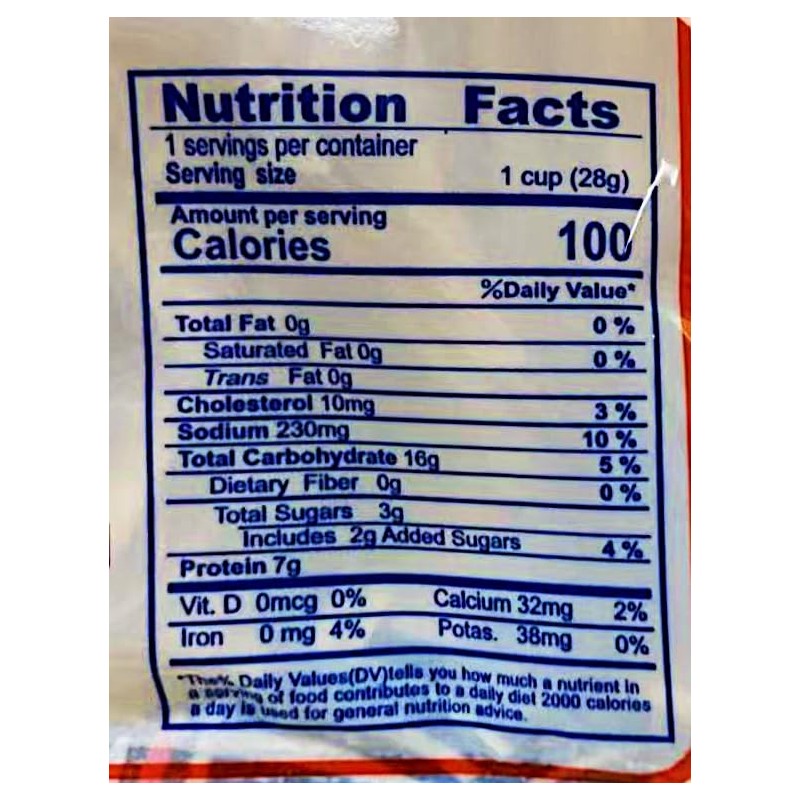 Nutrition Facts
1 servings per container
Serving size 1 cup (28g)
Amount per serving
Calories 100
%Daily Value*
Total Fat 0g 0 %
Saturated Fat 0g 0 %
Trans Fat 0g
Cholesterol 10mg 3 %
Sodium 230mg 10 %
Total Carbohydrate 16g 5 %
Dietary Fiber 0g 0 %
Total Sugars 3g
Includes 2g Added Sugars 4 %
Protein 7g
Vit. D 0mcg 0% Calcium 32mg 2%
Iron 0 mg 4% Potas. 38mg 0%
*The% Daily Values(DV)tells you how much a nutrient in
a serving of food contributes to a daily diet 2000 calories
a day is used for general nutrition advice.